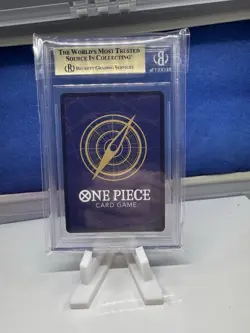 THE WORLD'S MOST TRUSTED
SOURCE IN COLLECTING
BECKETT GRADING SERVICES
ONE PIECE
CARD GAME